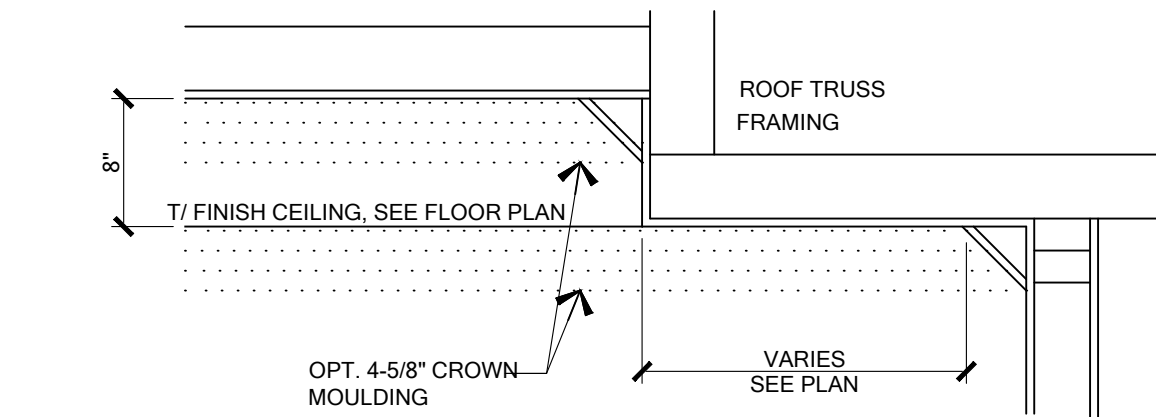 ROOF TRUSS
FRAMING
8"
T/ FINISH CEILING, SEE FLOOR PLAN
OPT. 4-5/8" CROWN
MOULDING
VARIES
SEE PLAN